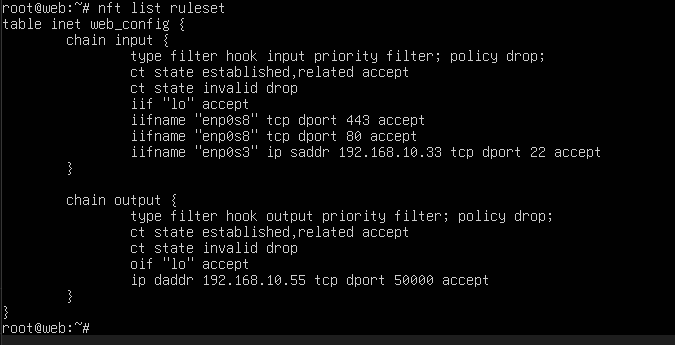 root@web:~# nft list ruleset
table inet web_config {
        chain input {
                type filter hook input priority filter; policy drop;
                ct state established,related accept
                ct state invalid drop
                iif "lo" accept
                iifname "enp0s8" tcp dport 443 accept
                iifname "enp0s8" tcp dport 80 accept
                iifname "enp0s3" ip saddr 192.168.10.33 tcp dport 22 accept
        }

        chain output {
                type filter hook output priority filter; policy drop;
                ct state established,related accept
                ct state invalid drop
                oif "lo" accept
                ip daddr 192.168.10.55 tcp dport 50000 accept
        }
}
root@web:~#